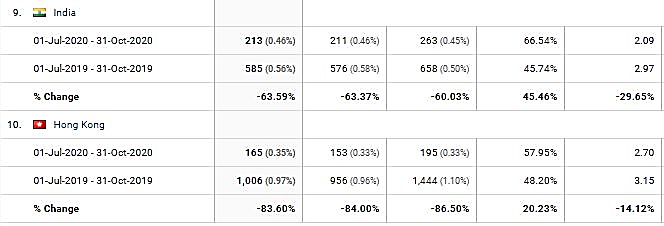 9. India
01-Jul-2020 - 31-Oct-2020 213 (0.46%) 211 (0.46%) 263 (0.45%) 66.54% 2.09
01-Jul-2019 - 31-Oct-2019 585 (0.56%) 576 (0.58%) 658 (0.50%) 45.74% 2.97
% Change -63.59% -63.37% -60.03% 45.46% -29.65%
10. Hong Kong
01-Jul-2020 - 31-Oct-2020 165 (0.35%) 153 (0.33%) 195 (0.33%) 57.95% 2.70
01-Jul-2019 - 31-Oct-2019 1,006 (0.97%) 956 (0.96%) 1,444 (1.10%) 48.20% 3.15
% Change -83.60% -84.00% -86.50% 20.23% -14.12%